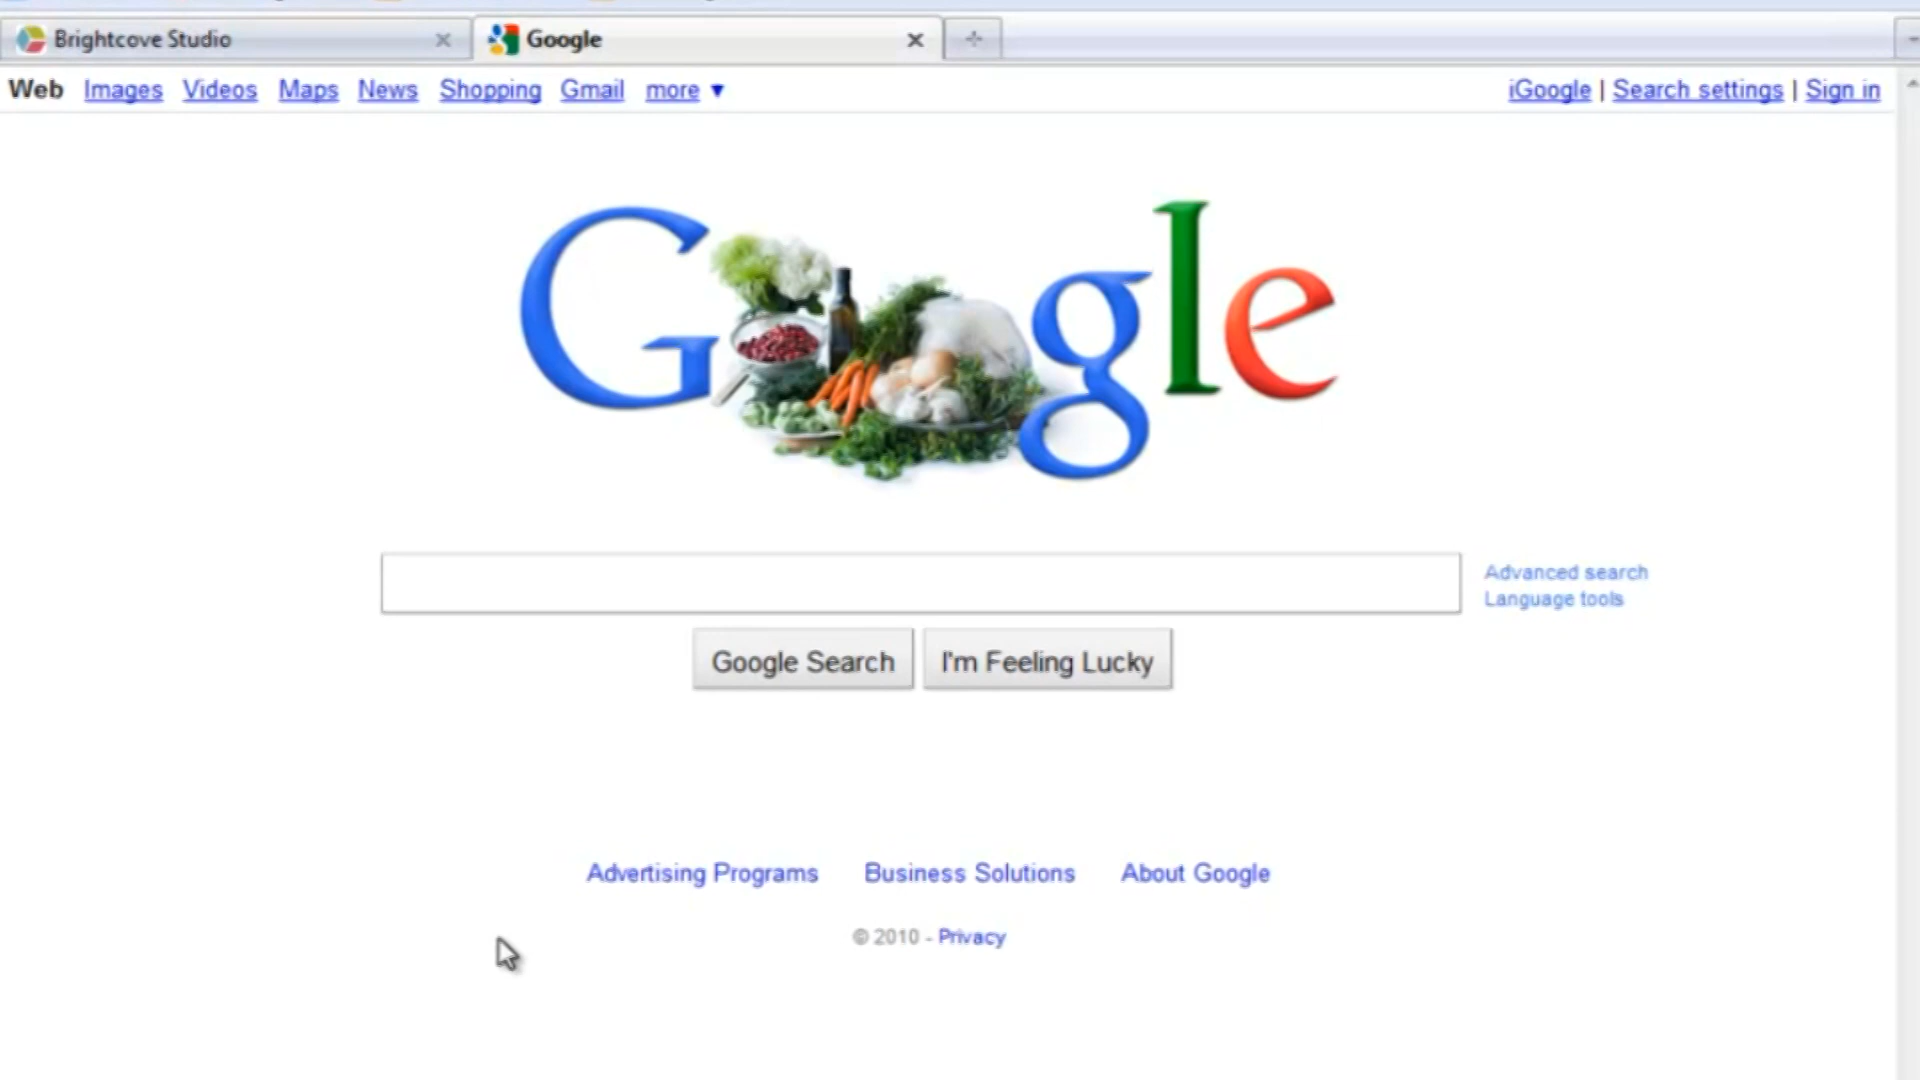 Brightcove Studio
Google
Web Images Videos Maps News Shopping Gmail more ▼
iGoogle | Search settings | Sign in
Google
Advanced search
Language tools
Google Search
I'm Feeling Lucky
Advertising Programs Business Solutions About Google
© 2010 - Privacy